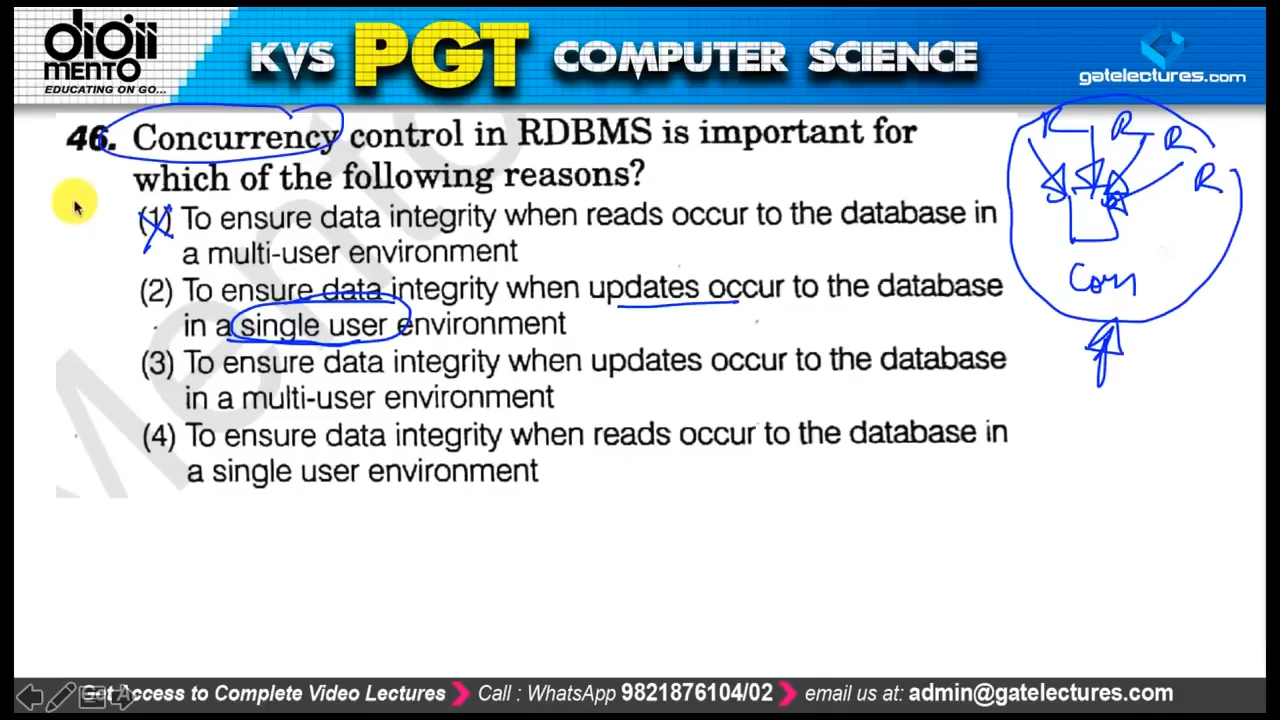 digii
MENTO
EDUCATING ON GO...
KVS PGT COMPUTER SCIENCE
gatelectures.com
46. Concurrency control in RDBMS is important for
which of the following reasons?
(1) To ensure data integrity when reads occur to the database in
a multi-user environment
(2) To ensure data integrity when updates occur to the database
in a single user environment
(3) To ensure data integrity when updates occur to the database
in a multi-user environment
(4) To ensure data integrity when reads occur to the database in
a single user environment
R R R R
Mento
Get Access to Complete Video Lectures Call : WhatsApp 9821876104/02 email us at: admin@gatelectures.com